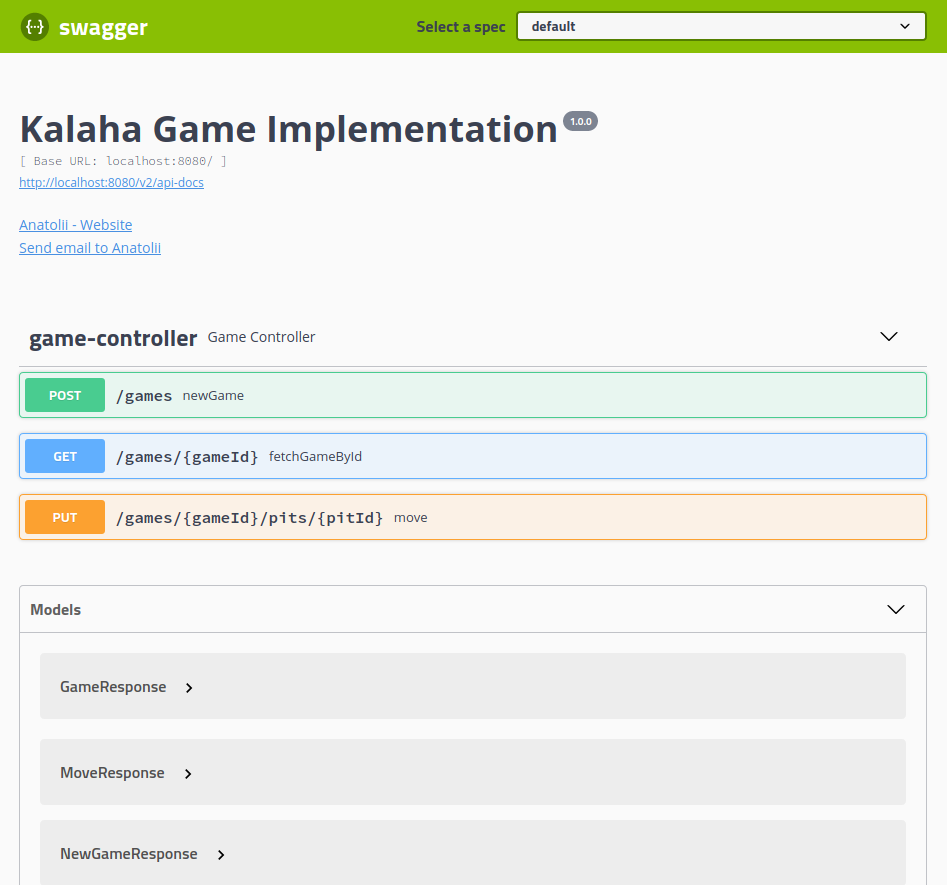 {···} swagger Select a spec default
Kalaha Game Implementation 1.0.0
[ Base URL: localhost:8080/ ]
http://localhost:8080/v2/api-docs
Anatolii - Website
Send email to Anatolii
game-controller Game Controller
POST /games newGame
GET /games/{gameId} fetchGameById
PUT /games/{gameId}/pits/{pitId} move
Models
GameResponse
MoveResponse
NewGameResponse